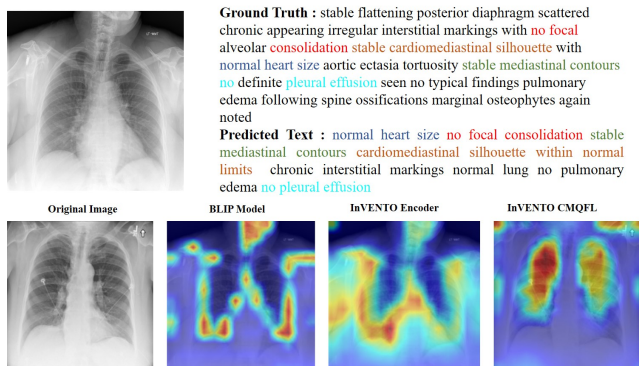 Ground Truth : stable flattening posterior diaphragm scattered
chronic appearing irregular interstitial markings with no focal
alveolar consolidation stable cardiomediastinal silhouette with
normal heart size aortic ectasia tortuosity stable mediastinal contours
no definite pleural effusion seen no typical findings pulmonary
edema following spine ossifications marginal osteophytes again
noted
Predicted Text : normal heart size no focal consolidation stable
mediastinal contours cardiomediastinal silhouette within normal
limits chronic interstitial markings normal lung no pulmonary
edema no pleural effusion
Original Image BLIP Model InVENTO Encoder InVENTO CMQFL